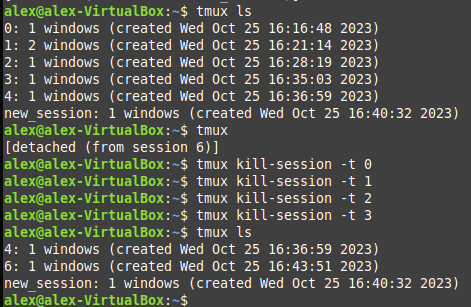 alex@alex-VirtualBox:~$ tmux ls
0: 1 windows (created Wed Oct 25 16:16:48 2023)
1: 2 windows (created Wed Oct 25 16:21:14 2023)
2: 1 windows (created Wed Oct 25 16:28:19 2023)
3: 1 windows (created Wed Oct 25 16:35:03 2023)
4: 1 windows (created Wed Oct 25 16:36:59 2023)
new_session: 1 windows (created Wed Oct 25 16:40:32 2023)
alex@alex-VirtualBox:~$ tmux
[detached (from session 6)]
alex@alex-VirtualBox:~$ tmux kill-session -t 0
alex@alex-VirtualBox:~$ tmux kill-session -t 1
alex@alex-VirtualBox:~$ tmux kill-session -t 2
alex@alex-VirtualBox:~$ tmux kill-session -t 3
alex@alex-VirtualBox:~$ tmux ls
4: 1 windows (created Wed Oct 25 16:36:59 2023)
6: 1 windows (created Wed Oct 25 16:43:51 2023)
new_session: 1 windows (created Wed Oct 25 16:40:32 2023)
alex@alex-VirtualBox:~$